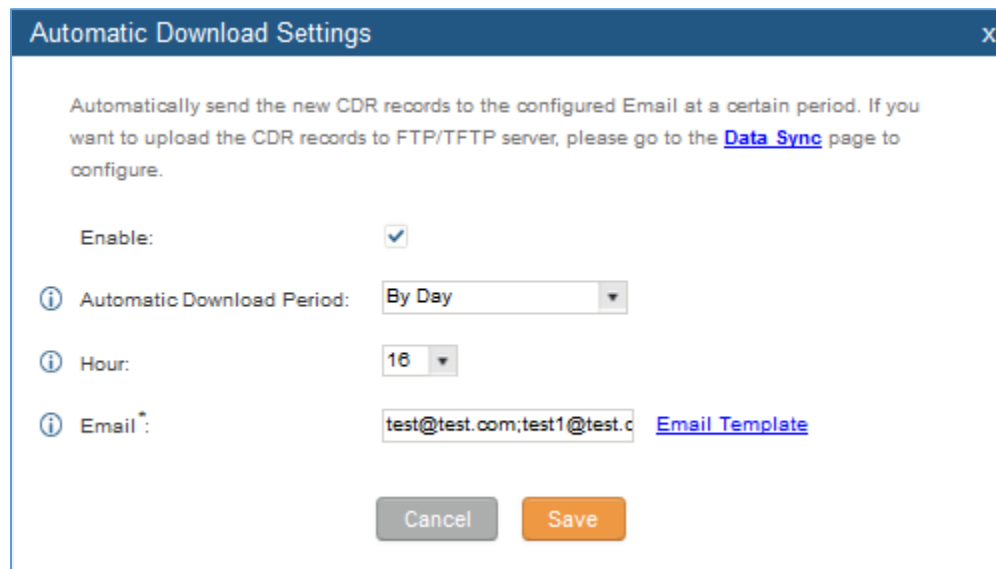 Automatic Download Settings x
Automatically send the new CDR records to the configured Email at a certain period. If you
want to upload the CDR records to FTP/TFTP server, please go to the Data Sync page to
configure.
Enable:
Automatic Download Period: By Day
Hour: 16
Email*: test@test.com;test1@test.c Email Template
Cancel Save